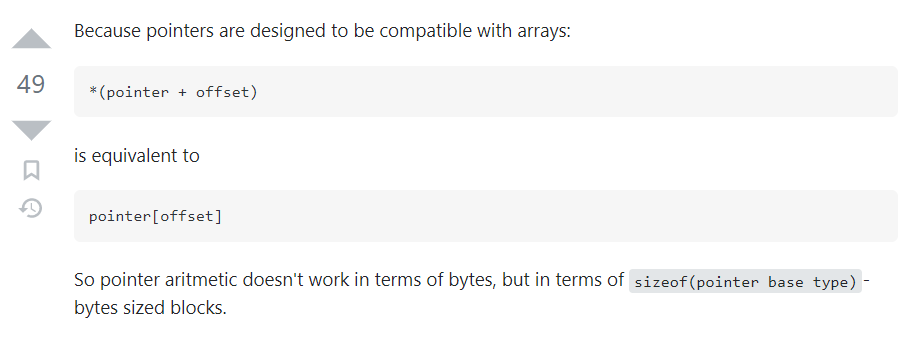 Because pointers are designed to be compatible with arrays:
49
*(pointer + offset)
is equivalent to
pointer[offset]
So pointer aritmetic doesn't work in terms of bytes, but in terms of sizeof(pointer base type)-
bytes sized blocks.